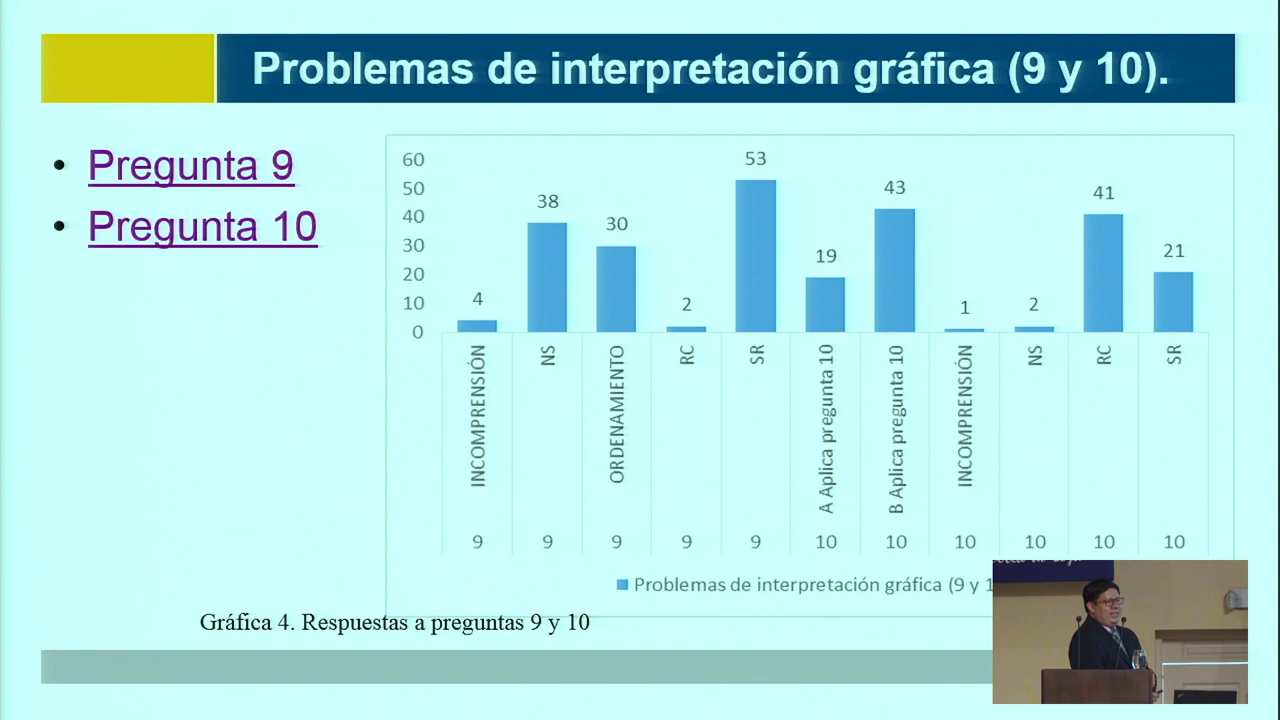 Problemas de interpretación gráfica (9 y 10).
• Pregunta 9
• Pregunta 10
60
50
40
30
20
10
0
4
38
30
2
53
19
43
1
2
41
21
INCOMPRENSIÓN
NS
ORDENAMIENTO
RC
SR
A Aplica pregunta 10
B Aplica pregunta 10
INCOMPRENSIÓN
NS
RC
SR
9 9 9 9 9 10 10 10 10 10 10
Problemas de interpretación gráfica (9 y 1
Gráfica 4. Respuestas a preguntas 9 y 10